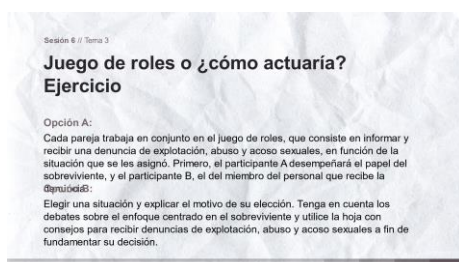 Sesión 6 // Tema 3
Juego de roles o ¿cómo actuaría?
Ejercicio
Opción A:
Cada pareja trabaja en conjunto en el juego de roles, que consiste en informar y
recibir una denuncia de explotación, abuso y acoso sexuales, en función de la
situación que se les asignó. Primero, el participante A desempeñará el papel del
sobreviviente, y el participante B, el del miembro del personal que recibe la
denuncia.
Opción B:
Elegir una situación y explicar el motivo de su elección. Tenga en cuenta los
debates sobre el enfoque centrado en el sobreviviente y utilice la hoja con
consejos para recibir denuncias de explotación, abuso y acoso sexuales a fin de
fundamentar su decisión.